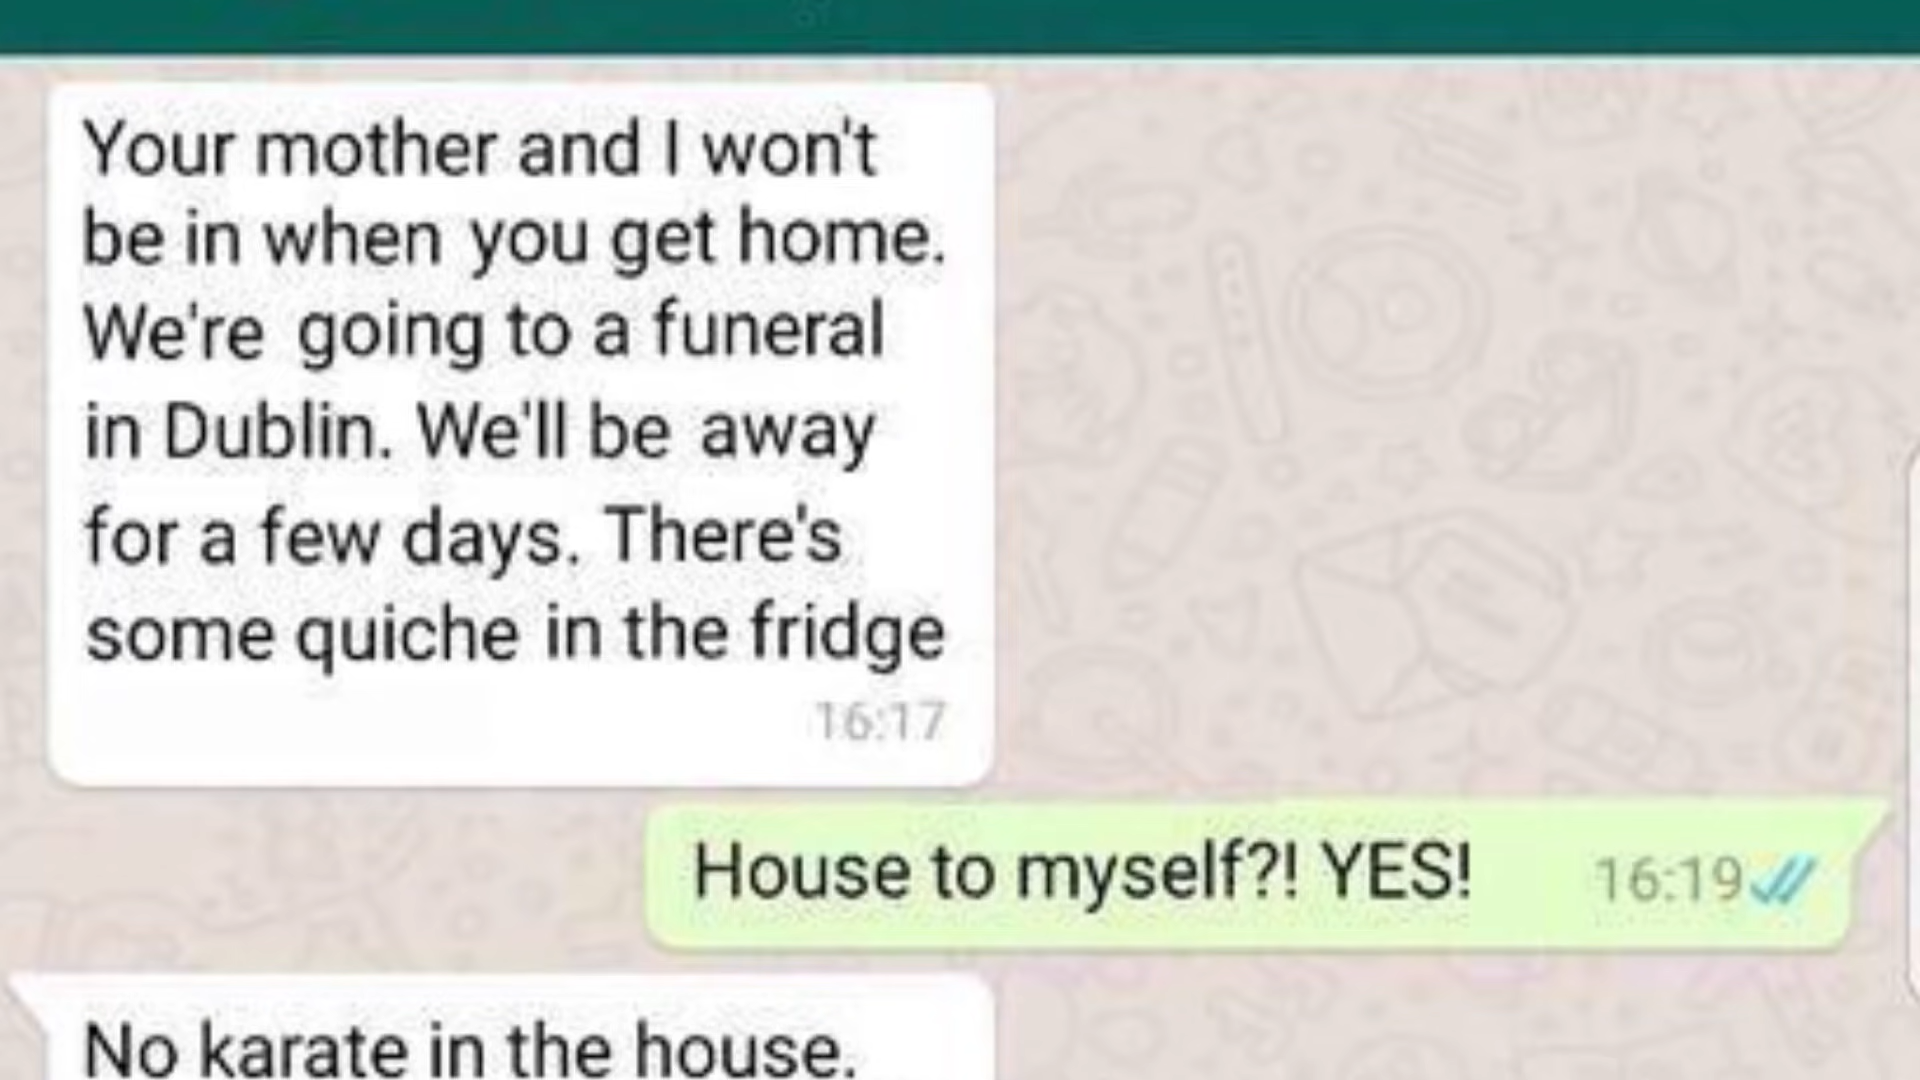 Your mother and I won't
be in when you get home.
We're going to a funeral
in Dublin. We'll be away
for a few days. There's
some quiche in the fridge
16:17
House to myself?! YES! 16:19
No karate in the house.